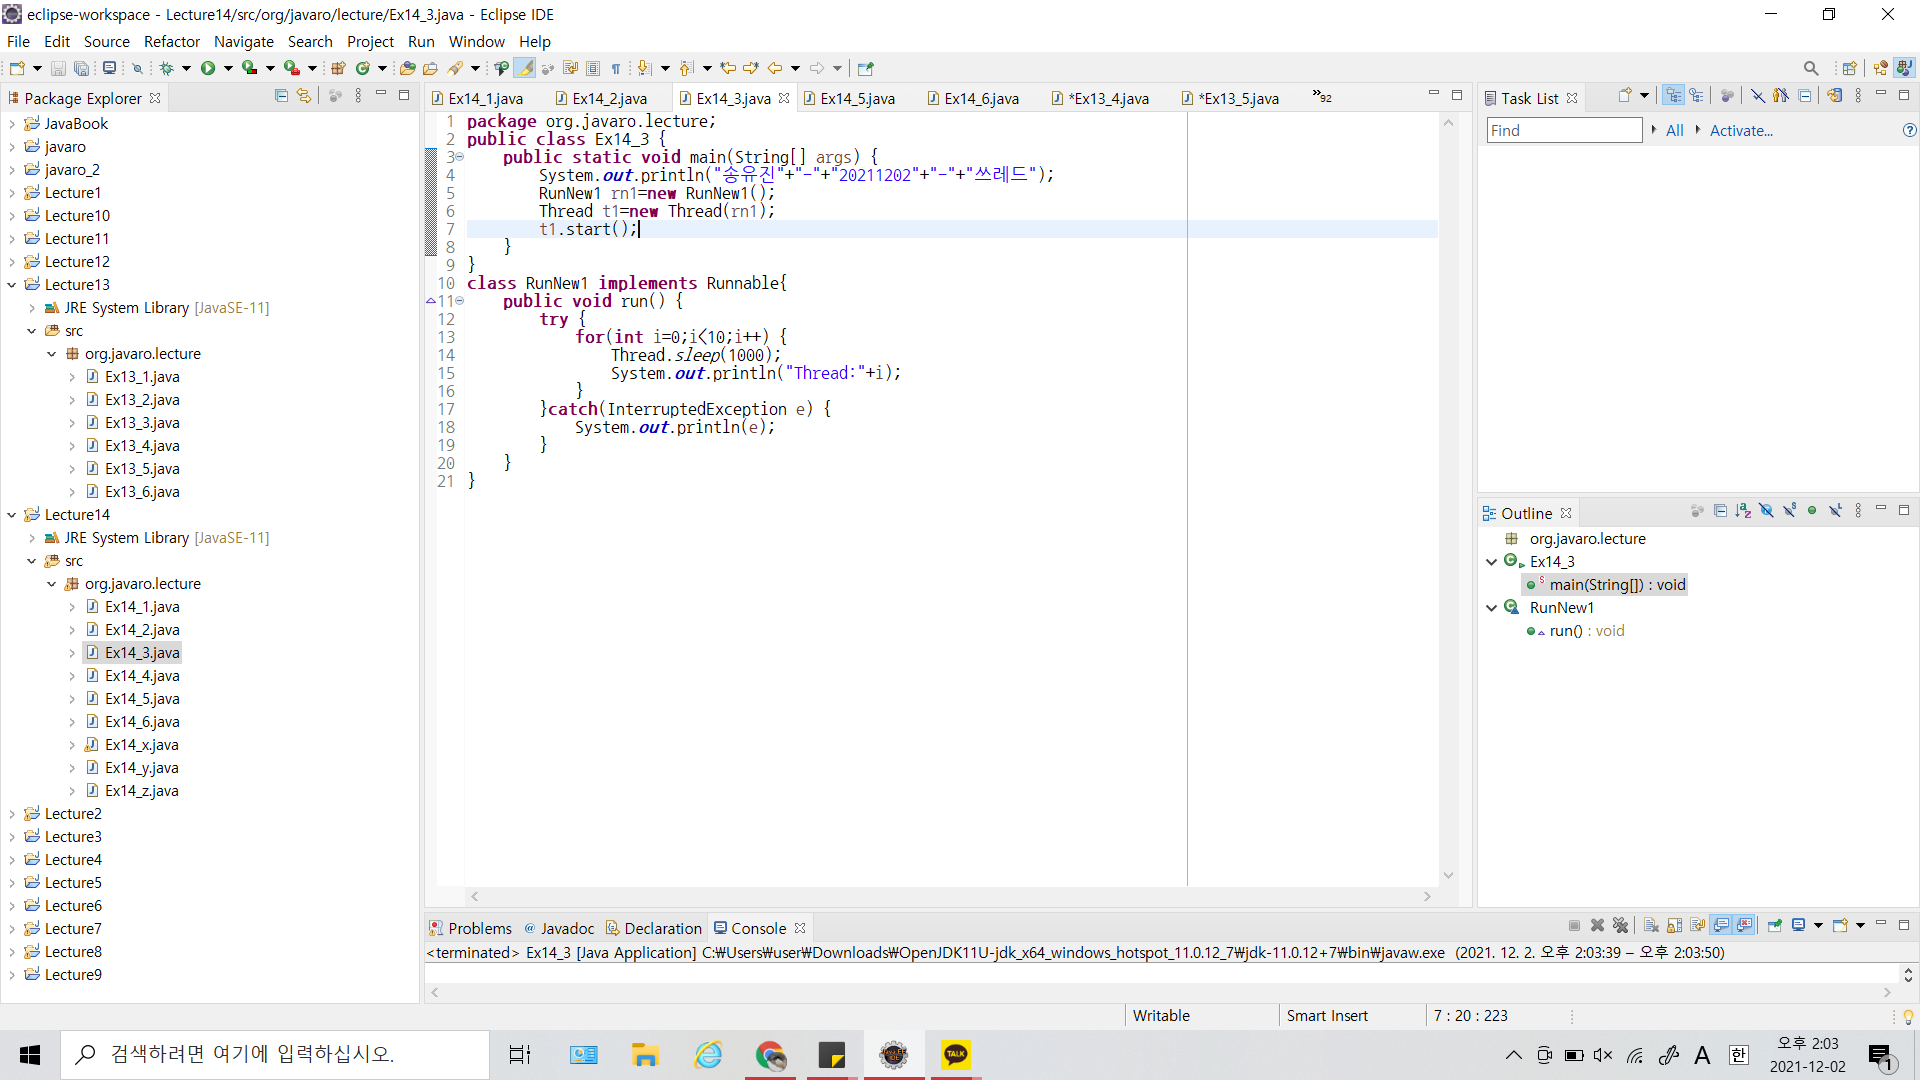 eclipse-workspace - Lecture14/src/org/javaro/lecture/Ex14_3.java - Eclipse IDE
File Edit Source Refactor Navigate Search Project Run Window Help
Package Explorer
JavaBook
javaro
javaro_2
Lecture1
Lecture10
Lecture11
Lecture12
Lecture13
JRE System Library [JavaSE-11]
src
org.javaro.lecture
Ex13_1.java
Ex13_2.java
Ex13_3.java
Ex13_4.java
Ex13_5.java
Ex13_6.java
Lecture14
JRE System Library [JavaSE-11]
src
org.javaro.lecture
Ex14_1.java
Ex14_2.java
Ex14_3.java
Ex14_4.java
Ex14_5.java
Ex14_6.java
Ex14_x.java
Ex14_y.java
Ex14_z.java
Lecture2
Lecture3
Lecture4
Lecture5
Lecture6
Lecture7
Lecture8
Lecture9
Ex14_1.java Ex14_2.java Ex14_3.java Ex14_5.java Ex14_6.java *Ex13_4.java *Ex13_5.java »92
1 package org.javaro.lecture;
2 public class Ex14_3 {
3 public static void main(String[] args) {
4 System.out.println("송유진"+"-"+"20211202"+"-"+"쓰레드");
5 RunNew1 rn1=new RunNew1();
6 Thread t1=new Thread(rn1);
7 t1.start();
8 }
9 }
10 class RunNew1 implements Runnable{
11 public void run() {
12 try {
13 for(int i=0;i<10;i++) {
14 Thread.sleep(1000);
15 System.out.println("Thread:"+i);
16 }
17 }catch(InterruptedException e) {
18 System.out.println(e);
19 }
20 }
21 }
Task List
Find All Activate...
Outline
org.javaro.lecture
Ex14_3
main(String[]) : void
RunNew1
run() : void
Problems Javadoc Declaration Console
<terminated> Ex14_3 [Java Application] C:₩Users₩user₩Downloads₩OpenJDK11U-jdk_x64_windows_hotspot_11.0.12_7₩jdk-11.0.12+7₩bin₩javaw.exe (2021. 12. 2. 오후 2:03:39 – 오후 2:03:50)
Writable Smart Insert 7 : 20 : 223
검색하려면 여기에 입력하십시오.
TALK
A 한
오후 2:03
2021-12-02
1